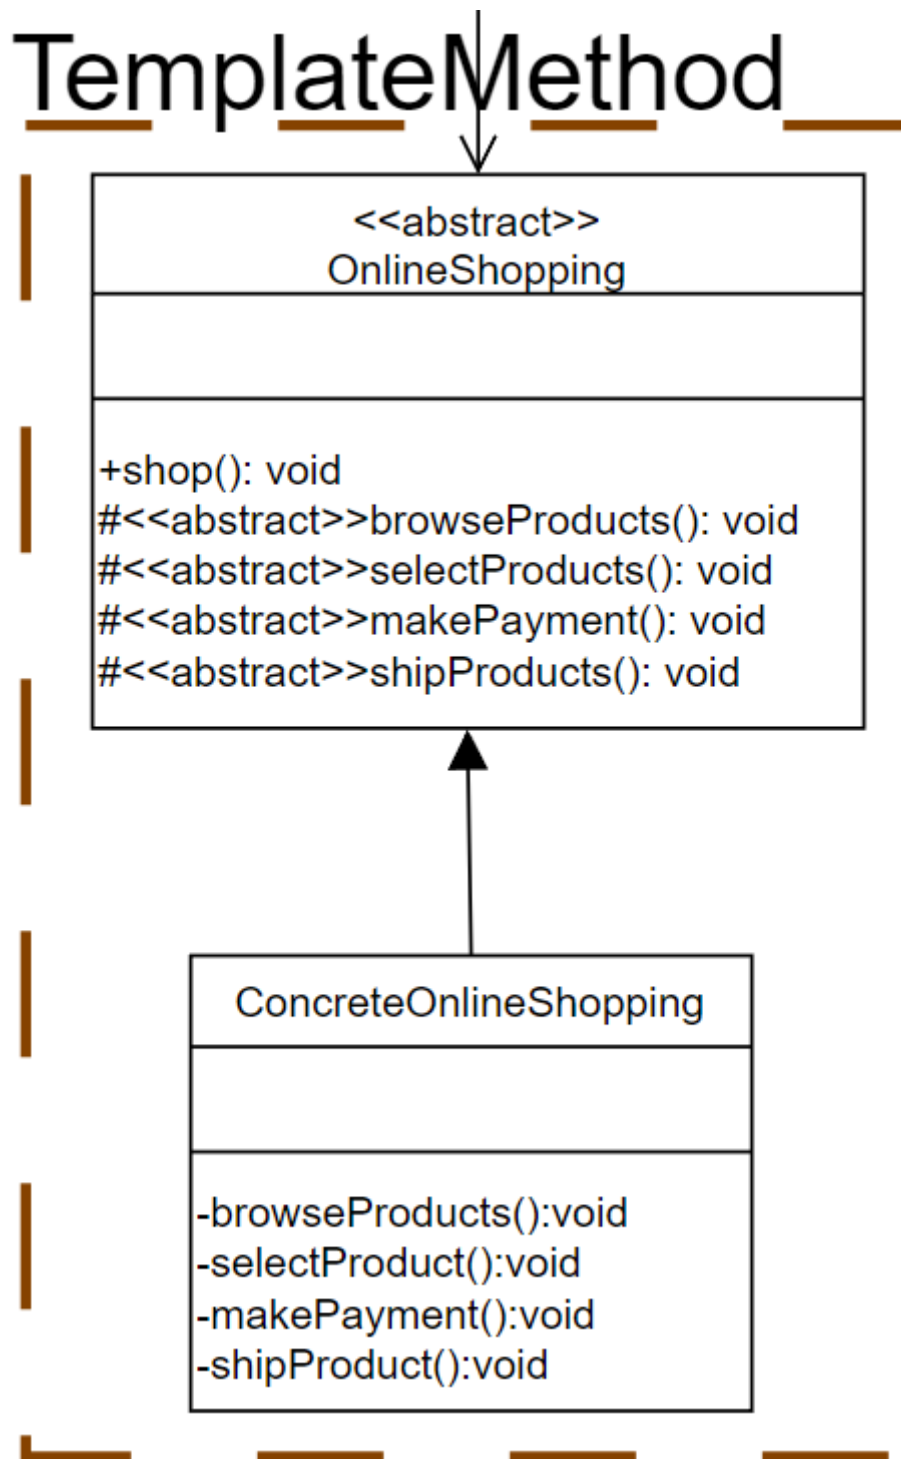 TemplateMethod
<<abstract>>
OnlineShopping
+shop(): void
#<<abstract>>browseProducts(): void
#<<abstract>>selectProducts(): void
#<<abstract>>makePayment(): void
#<<abstract>>shipProducts(): void
ConcreteOnlineShopping
-browseProducts():void
-selectProduct():void
-makePayment():void
-shipProduct():void